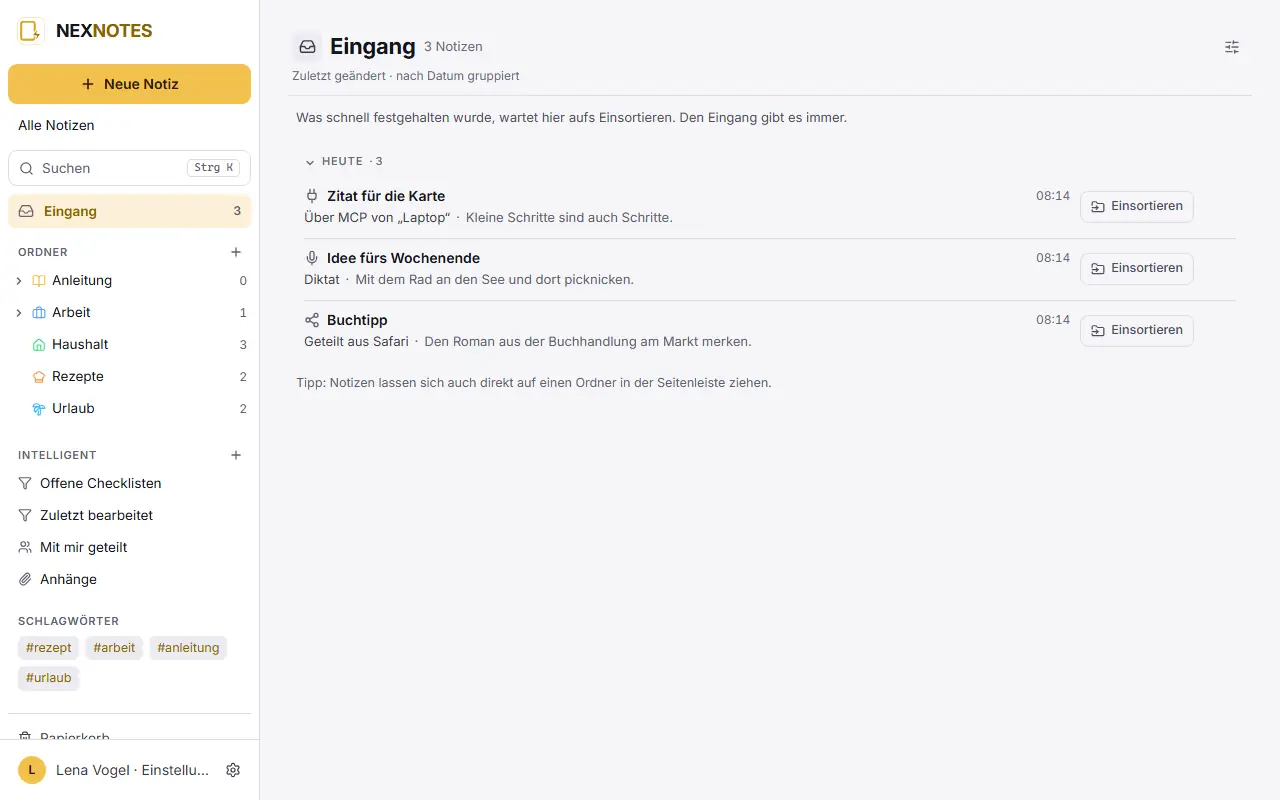 NEXNOTES
Neue Notiz
Alle Notizen
Suchen Strg K
Eingang 3
ORDNER
Anleitung 0
Arbeit 1
Haushalt 3
Rezepte 2
Urlaub 2
INTELLIGENT
Offene Checklisten
Zuletzt bearbeitet
Mit mir geteilt
Anhänge
SCHLAGWÖRTER
#rezept #arbeit #anleitung
#urlaub
Papierkorb
L Lena Vogel · Einstellu...
Eingang 3 Notizen
Zuletzt geändert · nach Datum gruppiert
Was schnell festgehalten wurde, wartet hier aufs Einsortieren. Den Eingang gibt es immer.
HEUTE · 3
Zitat für die Karte 08:14 Einsortieren
Über MCP von „Laptop“ · Kleine Schritte sind auch Schritte.
Idee fürs Wochenende 08:14 Einsortieren
Diktat · Mit dem Rad an den See und dort picknicken.
Buchtipp 08:14 Einsortieren
Geteilt aus Safari · Den Roman aus der Buchhandlung am Markt merken.
Tipp: Notizen lassen sich auch direkt auf einen Ordner in der Seitenleiste ziehen.